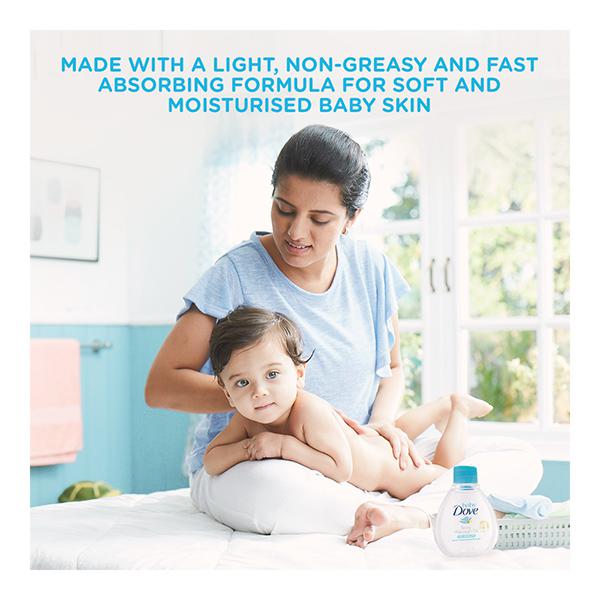 MADE WITH A LIGHT, NON-GREASY AND FAST
ABSORBING FORMULA FOR SOFT AND
MOISTURISED BABY SKIN
baby
Dove